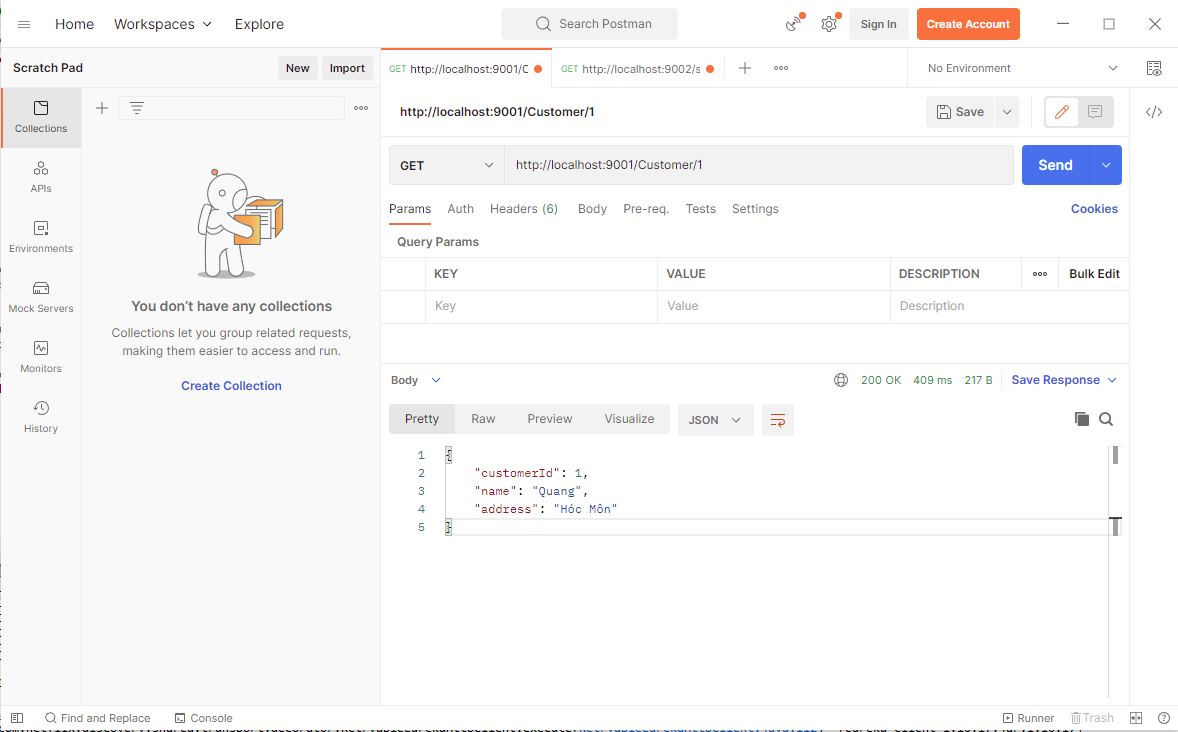 Home Workspaces Explore Search Postman Sign In Create Account
Scratch Pad New Import
GET http://localhost:9001/C GET http://localhost:9002/s No Environment
Collections
APIs
Environments
Mock Servers
Monitors
History
You don’t have any collections
Collections let you group related requests,
making them easier to access and run.
Create Collection
http://localhost:9001/Customer/1 Save
GET http://localhost:9001/Customer/1 Send
Params Auth Headers (6) Body Pre-req. Tests Settings Cookies
Query Params
KEY VALUE DESCRIPTION Bulk Edit
Key Value Description
Body 200 OK 409 ms 217 B Save Response
Pretty Raw Preview Visualize JSON
1 {
2 "customerId": 1,
3 "name": "Quang",
4 "address": "Hóc Môn"
5 }
Find and Replace Console Runner Trash